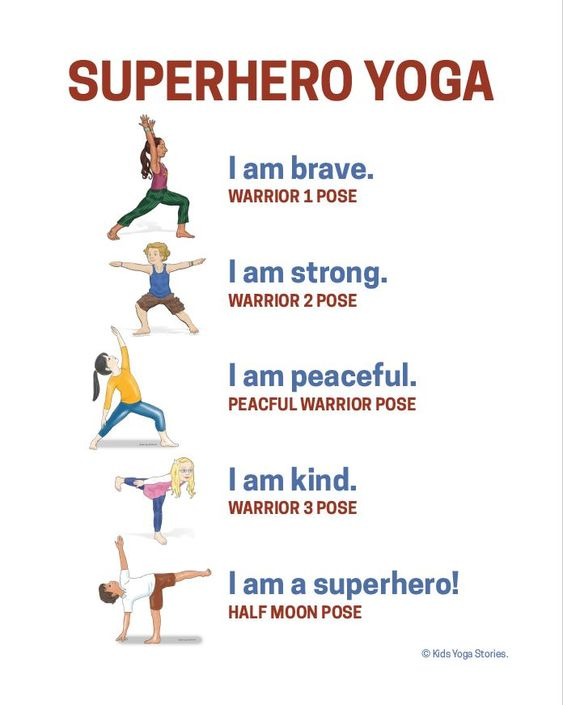 SUPERHERO YOGA
I am brave.
WARRIOR 1 POSE
I am strong.
WARRIOR 2 POSE
I am peaceful.
PEACFUL WARRIOR POSE
I am kind.
WARRIOR 3 POSE
I am a superhero!
HALF MOON POSE
© Kids Yoga Stories.